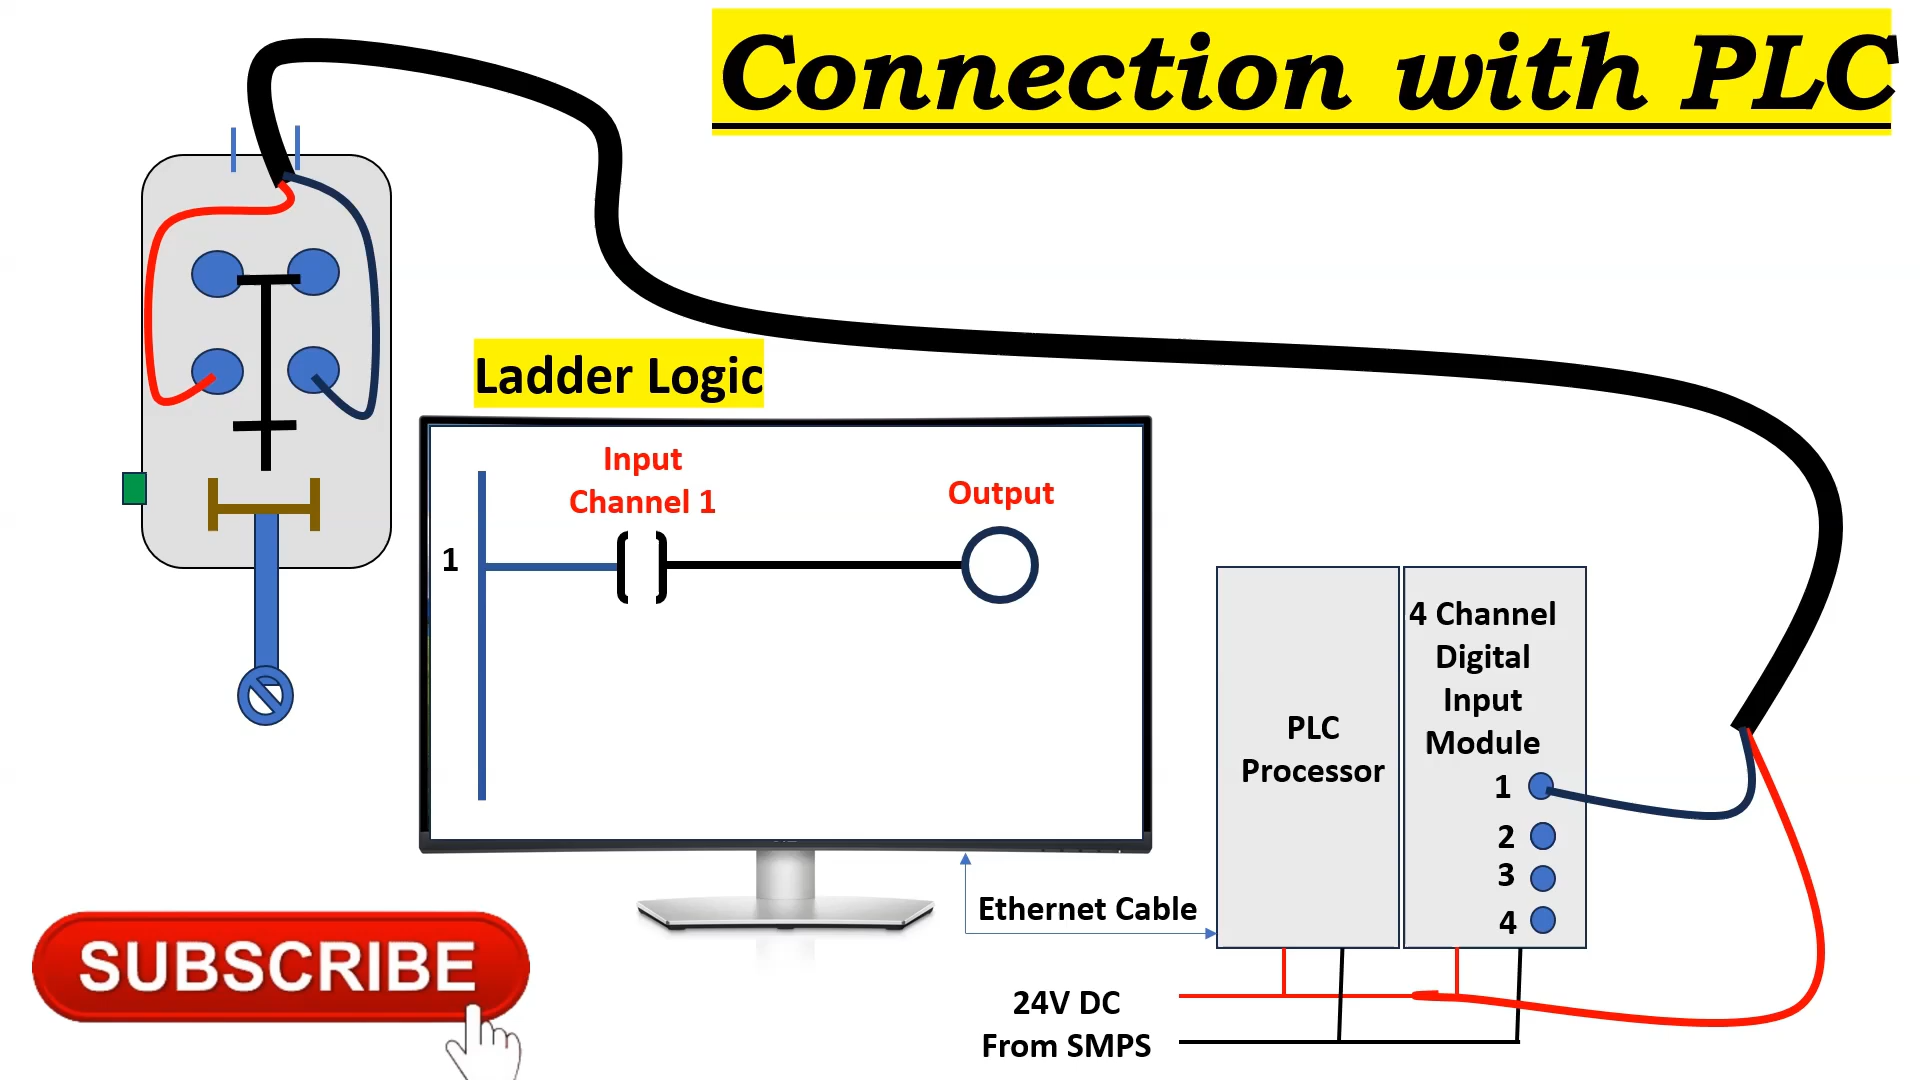 Connection with PLC
Ladder Logic
Input
Channel 1
Output
1
4 Channel
Digital
Input
Module
PLC
Processor
1
2
3
4
Ethernet Cable
SUBSCRIBE
24V DC
From SMPS